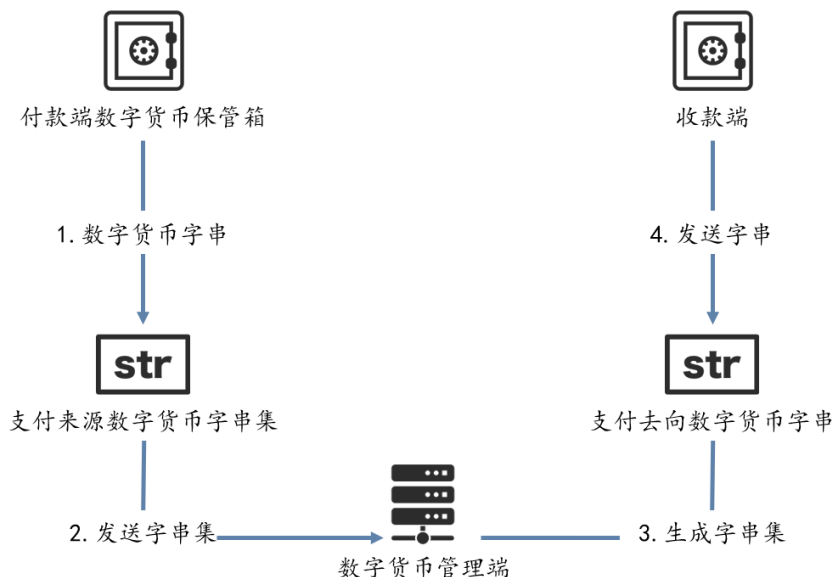 付款端数字货币保管箱
收款端
1.数字货币字串
4.发送字串
str
str
支付来源数字货币字串集
支付去向数字货币字串
2.发送字串集
3.生成字串集
数字货币管理端